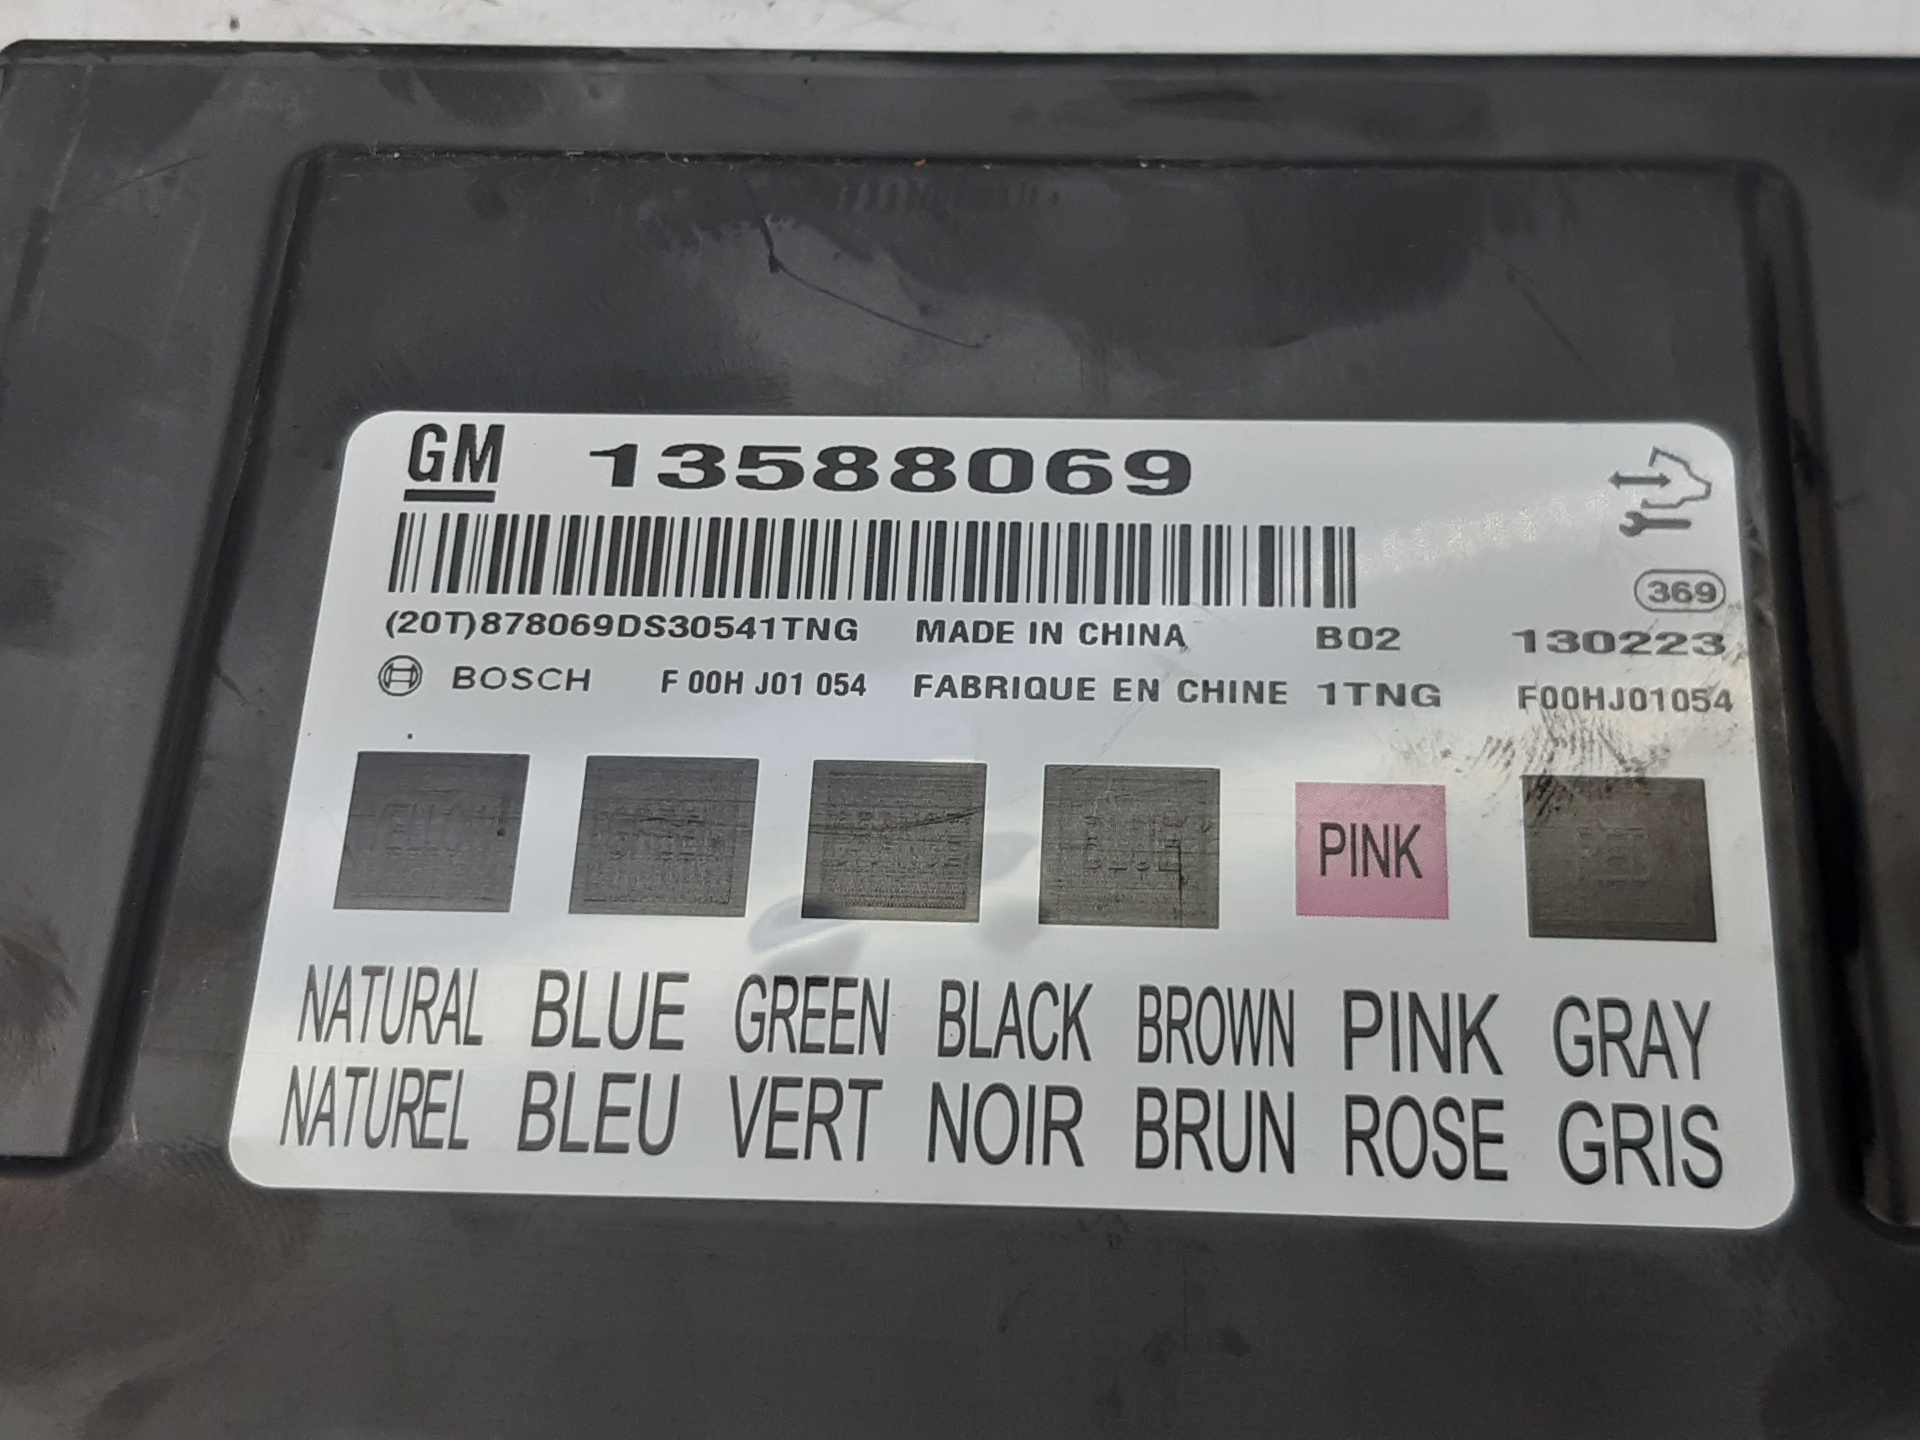 GM 13588069
369
(20T)878069DS30541TNG MADE IN CHINA B02 130223
BOSCH F 00H J01 054 FABRIQUE EN CHINE 1TNG F00HJ01054
PINK
NATURAL BLUE GREEN BLACK BROWN PINK GRAY
NATUREL BLEU VERT NOIR BRUN ROSE GRIS